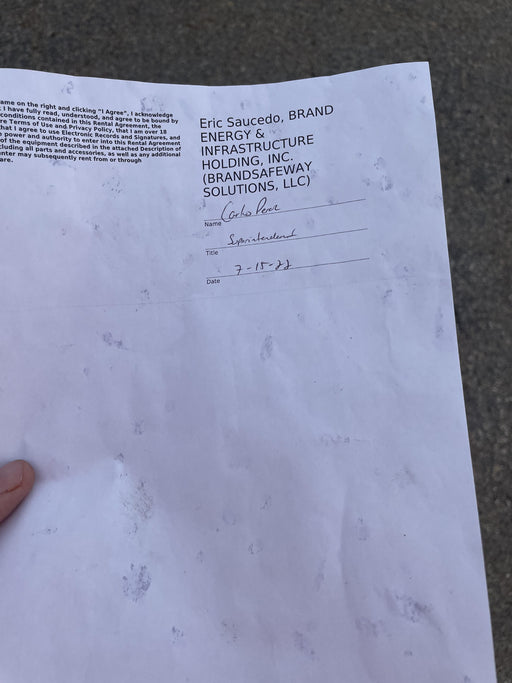 ame on the right and clicking "I Agree", I acknowledge
I have fully read, understood, and agree to be bound by
conditions contained in this Rental Agreement, the
re Terms of Use and Privacy Policy, that I am over 18
hat I agree to use Electronic Records and Signatures, and
power and authority to enter into this Rental Agreement
of the equipment described in the attached Description of
cluding all parts and accessories, as well as any additional
nter may subsequently rent from or through
are.
Eric Saucedo, BRAND
ENERGY &
INFRASTRUCTURE
HOLDING, INC.
(BRANDSAFEWAY
SOLUTIONS, LLC)
Carlos Perez
Name
Superintendent
Title
7-15-22
Date